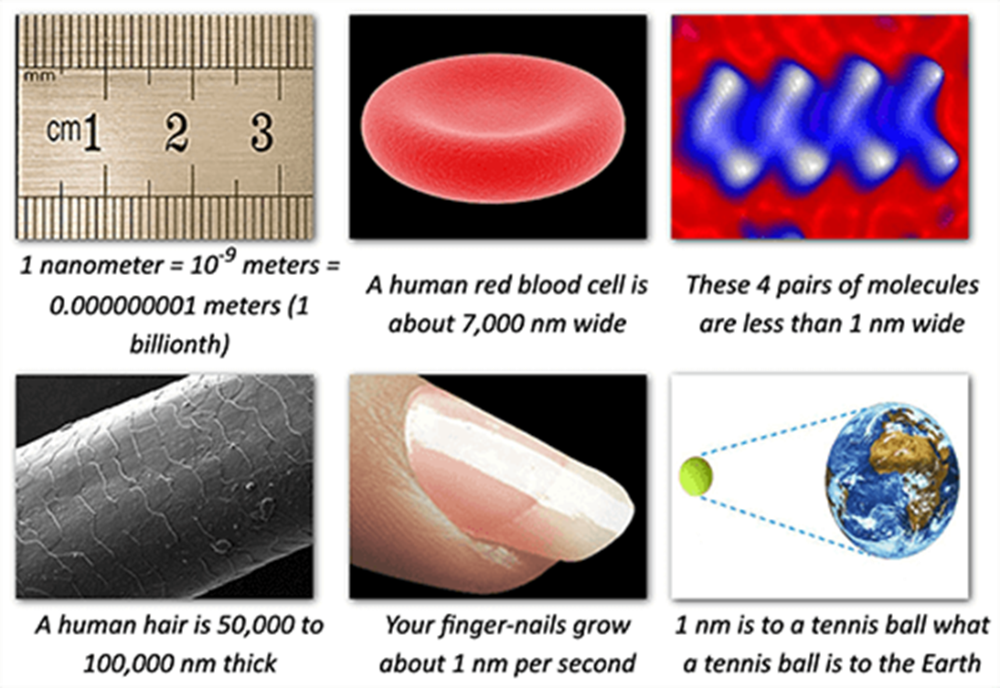 mm
cm 1 2 3
1 nanometer = 10⁻⁹ meters =
0.000000001 meters (1
billionth)
A human red blood cell is
about 7,000 nm wide
These 4 pairs of molecules
are less than 1 nm wide
A human hair is 50,000 to
100,000 nm thick
Your finger-nails grow
about 1 nm per second
1 nm is to a tennis ball what
a tennis ball is to the Earth